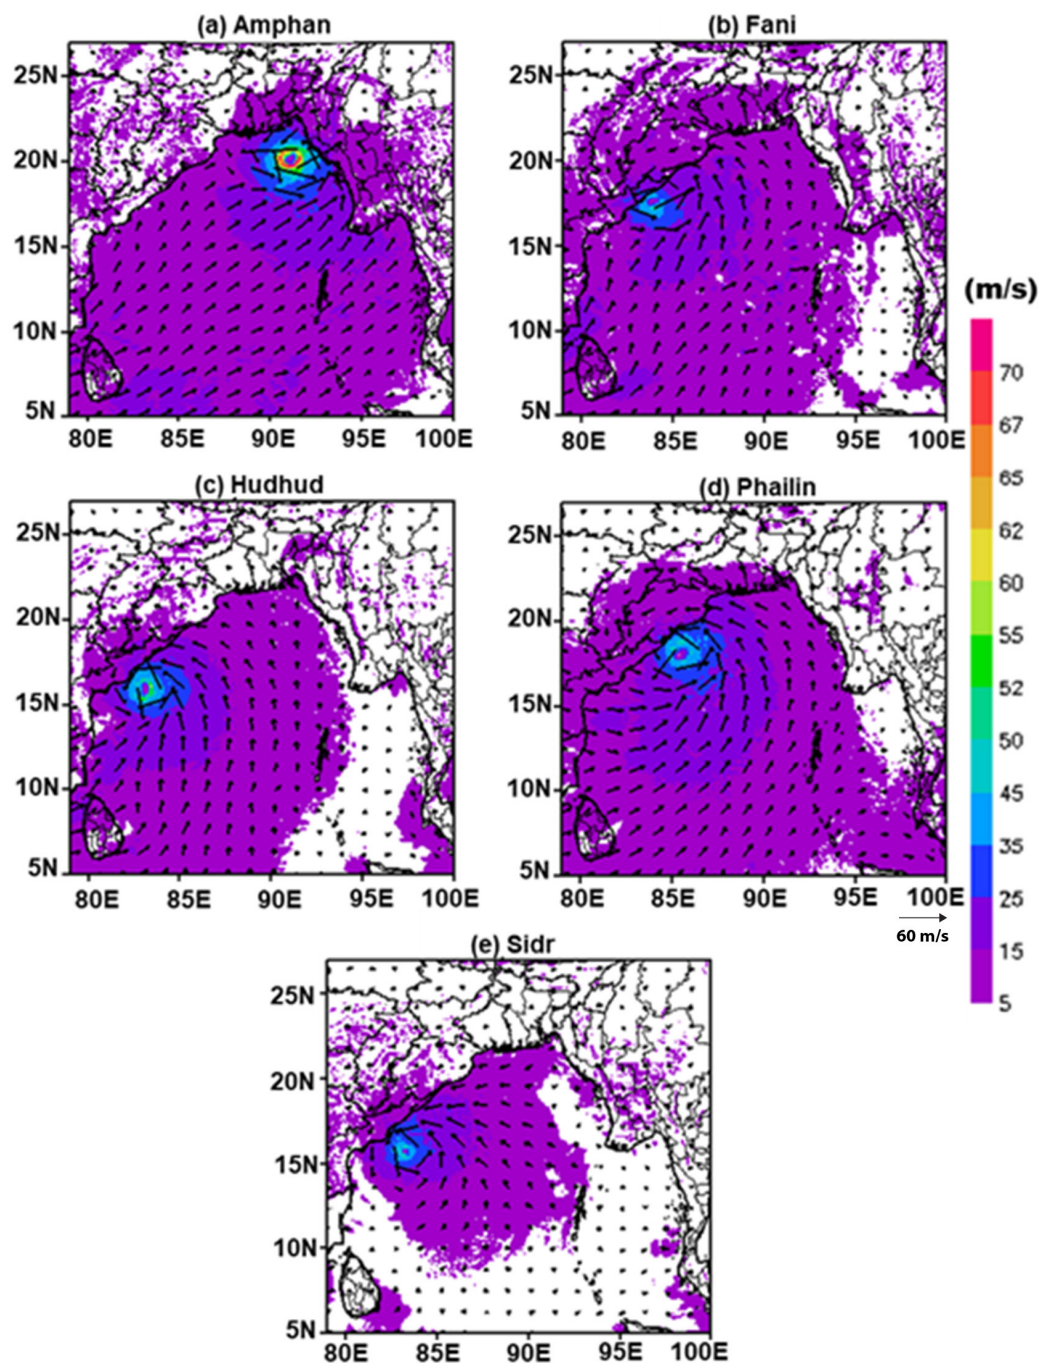 (a) Amphan
(b) Fani
25N
20N
15N
10N
5N
80E 85E 90E 95E 100E
25N
20N
15N
10N
5N
80E 85E 90E 95E 100E
(m/s)
70
67
65
62
60
55
52
50
45
35
25
15
5
(c) Hudhud
(d) Phailin
25N
20N
15N
10N
5N
80E 85E 90E 95E 100E
25N
20N
15N
10N
5N
80E 85E 90E 95E 100E
60 m/s
(e) Sidr
25N
20N
15N
10N
5N
80E 85E 90E 95E 100E